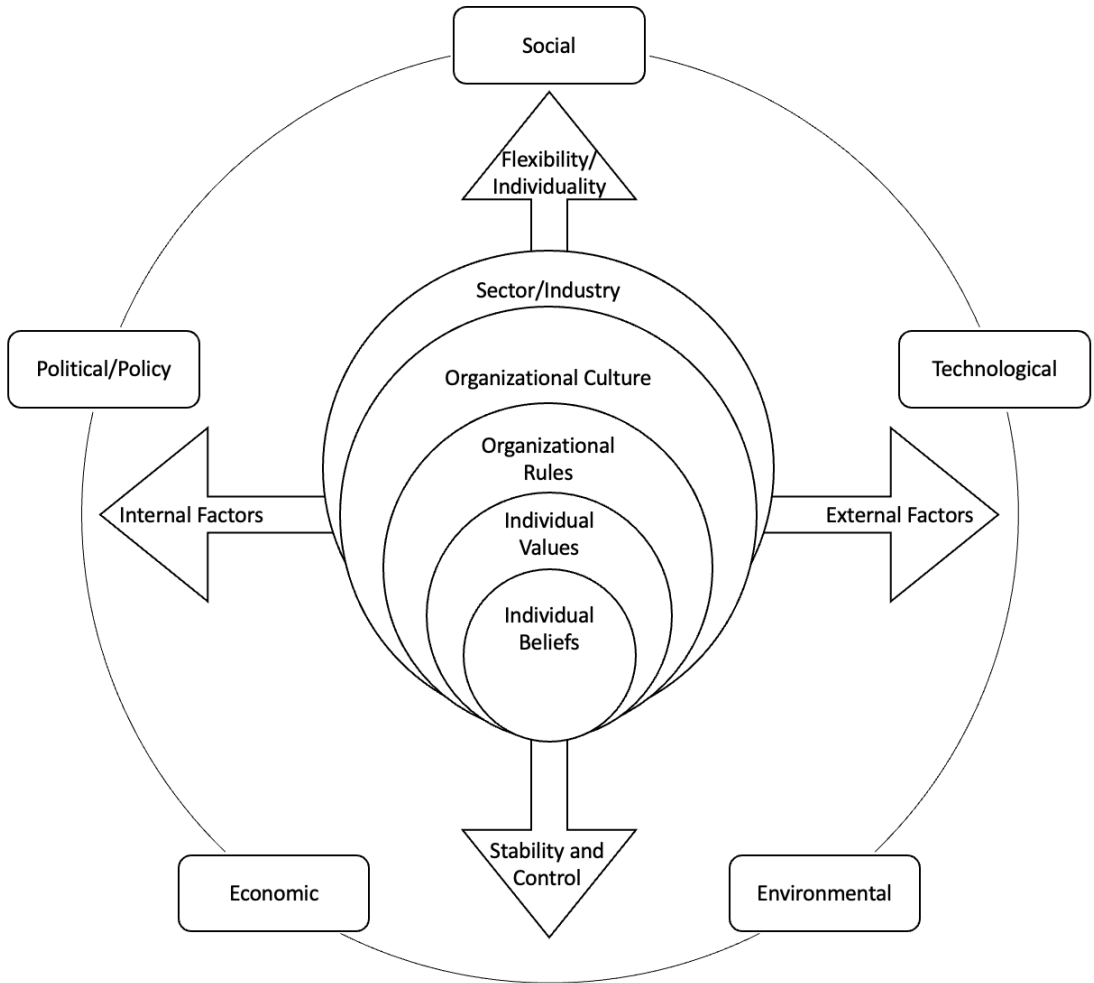 Social
Flexibility/
Individuality
Sector/Industry
Political/Policy
Technological
Organizational Culture
Organizational
Rules
Internal Factors
External Factors
Individual
Values
Individual
Beliefs
Stability and
Control
Economic
Environmental